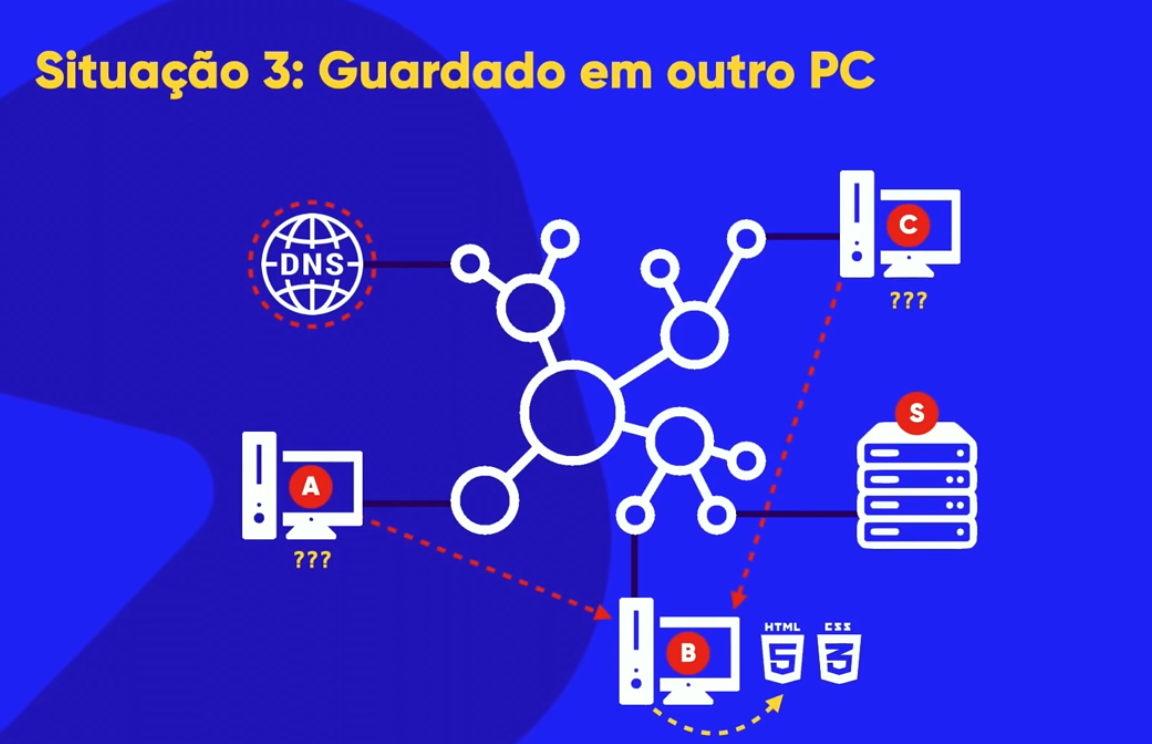 Situação 3: Guardado em outro PC
DNS
C
???
S
A
???
B
HTML
5
CSS
3